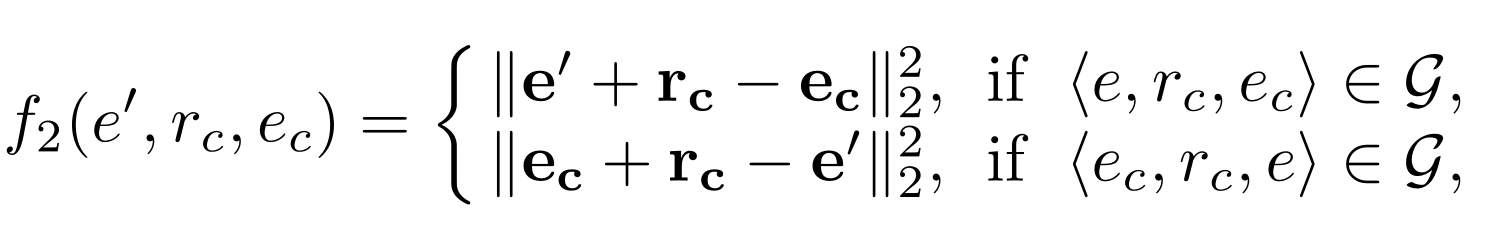 f_2(e', r_c, e_c) = { ‖𝐞' + 𝐫_𝐜 − 𝐞_𝐜‖_2^2, if ⟨e, r_c, e_c⟩ ∈ 𝒢,
‖𝐞_𝐜 + 𝐫_𝐜 − 𝐞'‖_2^2, if ⟨e_c, r_c, e⟩ ∈ 𝒢,